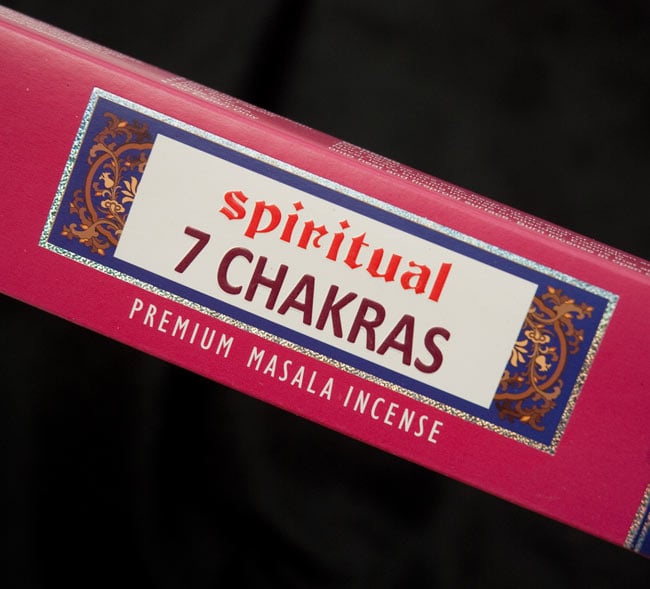 spiritual
7 CHAKRAS
PREMIUM MASALA INCENSE